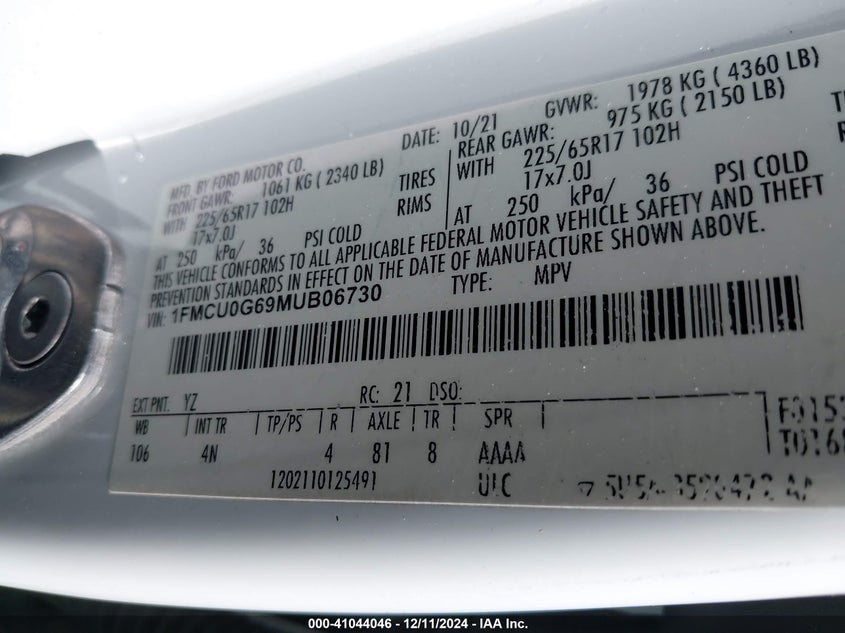 MFD. BY FORD MOTOR CO.
DATE: 10/21 GVWR: 1978 KG ( 4360 LB)
FRONT GAWR: 1061 KG ( 2340 LB) REAR GAWR: 975 KG ( 2150 LB)
WITH 225/65R17 102H TIRES WITH 225/65R17 102H
17x7.0J RIMS 17x7.0J
AT 250 kPa/ 36 PSI COLD AT 250 kPa/ 36 PSI COLD
THIS VEHICLE CONFORMS TO ALL APPLICABLE FEDERAL MOTOR VEHICLE SAFETY AND THEFT
PREVENTION STANDARDS IN EFFECT ON THE DATE OF MANUFACTURE SHOWN ABOVE.
VIN: 1FMCU0G69MUB06730 TYPE: MPV
EXT PNT: YZ RC: 21 DSO:
WB INT TR TP/PS R AXLE TR SPR
106 4N 4 81 8 AAAA
1202110125491 ULC
000-41044046 - 12/11/2024 - IAA Inc.